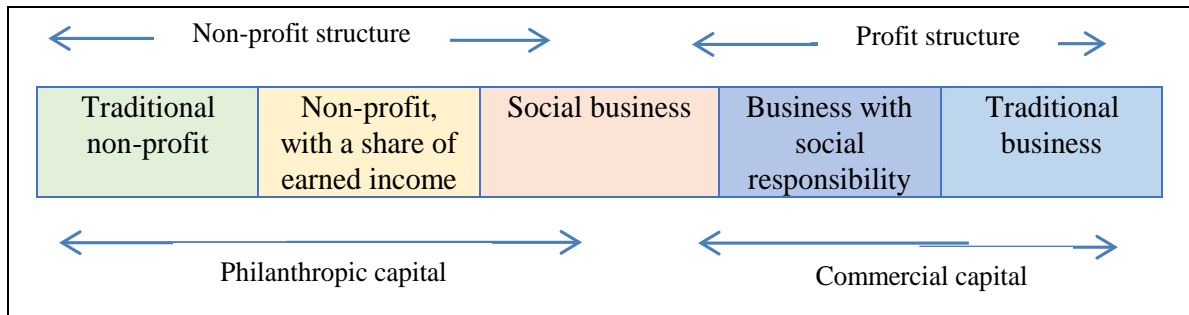 Non-profit structure
Profit structure
Traditional
non-profit
Non-profit,
with a share of
earned income
Social business
Business with
social
responsibility
Traditional
business
Philanthropic capital
Commercial capital